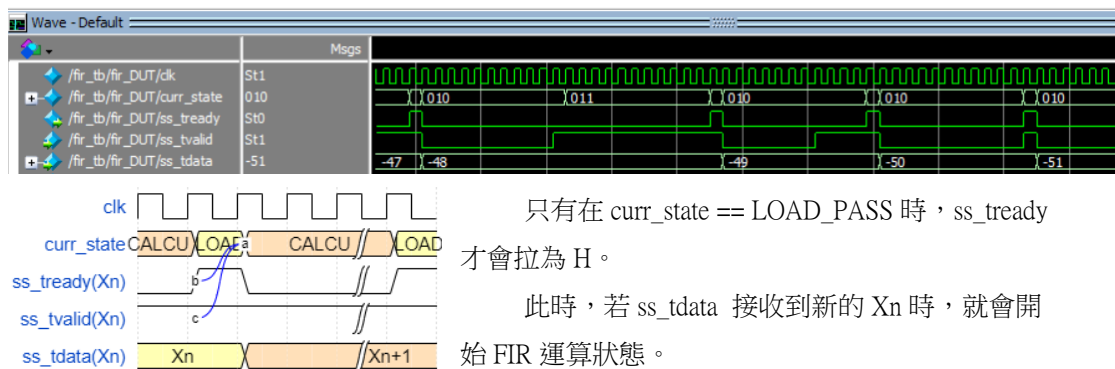 Wave - Default
Msgs
/fir_tb/fir_DUT/clk St1
/fir_tb/fir_DUT/curr_state 010 010 011 010 010 010
/fir_tb/fir_DUT/ss_tready St0
/fir_tb/fir_DUT/ss_tvalid St1
/fir_tb/fir_DUT/ss_tdata -51 -47 -48 -49 -50 -51
clk
curr_state CALCU LOAD a CALCU LOAD
ss_tready(Xn) b
ss_tvalid(Xn) c
ss_tdata(Xn) Xn Xn+1
只有在 curr_state == LOAD_PASS 時，ss_tready
才會拉為 H。
此時，若 ss_tdata 接收到新的 Xn 時，就會開
始 FIR 運算狀態。